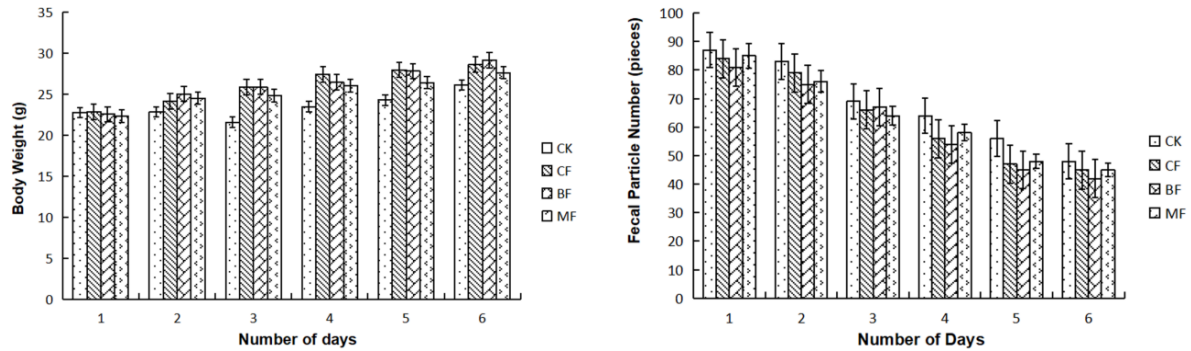 35
30
25
20
15
10
5
0
Body Weight (g)
1 2 3 4 5 6
Number of days
CK
CF
BF
MF
100
90
80
70
60
50
40
30
20
10
0
Fecal Particle Number (pieces)
1 2 3 4 5 6
Number of Days
CK
CF
BF
MF